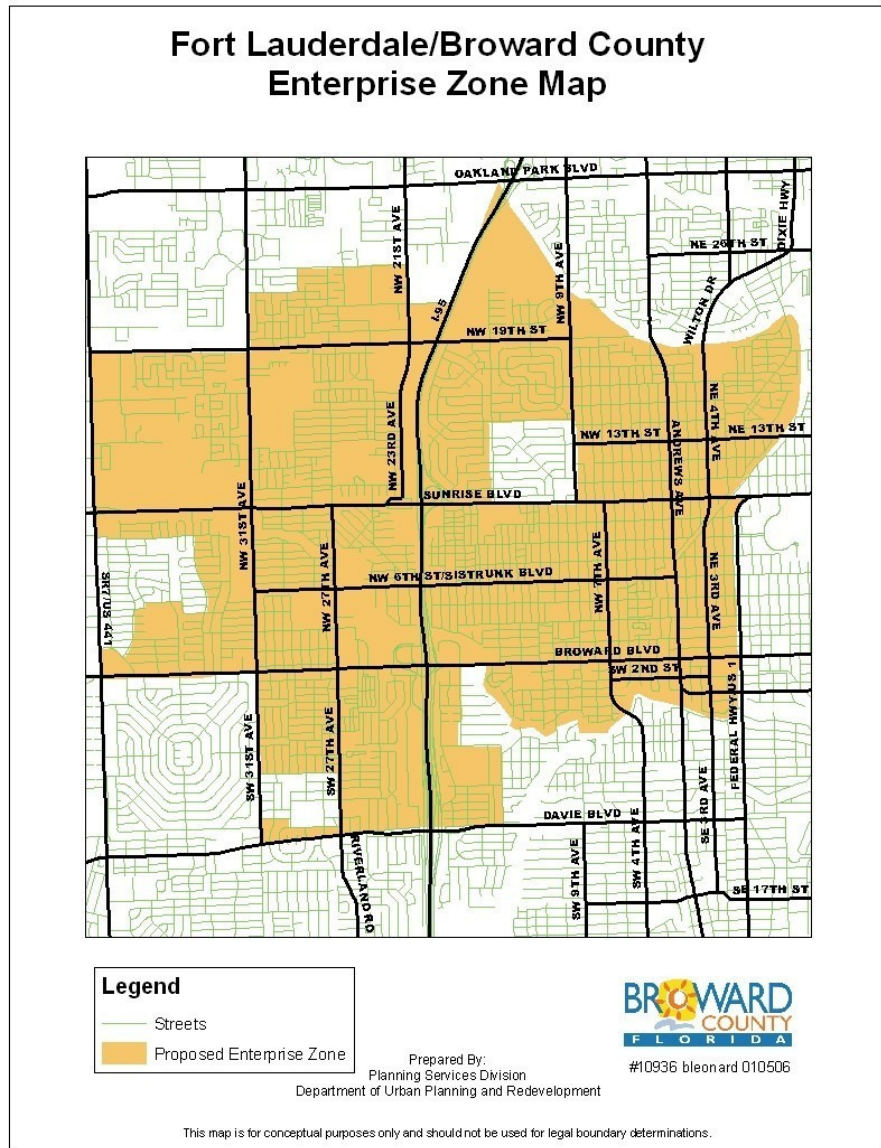 Fort Lauderdale/Broward County
Enterprise Zone Map
OAKLAND PARK BLVD
DIXIE HWY
NE 26TH ST
NW 21ST AVE
NW 9TH AVE
I-95
WILTON DR
NW 19TH ST
NE 4TH AVE
NW 23RD AVE
NW 13TH ST
NE 13TH ST
ANDREWS AVE
SUNRISE BLVD
NW 31ST AVE
NW 27TH AVE
NW 7TH AVE
NE 3RD AVE
SR7/US 441
NW 6TH ST/SISTRUNK BLVD
BROWARD BLVD
SW 2ND ST
FEDERAL HWY/US 1
SW 31ST AVE
SW 27TH AVE
SE 3RD AVE
DAVIE BLVD
RIVERLAND RD
SW 9TH AVE
SW 4TH AVE
SE 17TH ST
Legend
Streets
Proposed Enterprise Zone
Prepared By:
Planning Services Division
Department of Urban Planning and Redevelopment
BROWARD
COUNTY
FLORIDA
#10936 bleonard 010506
This map is for conceptual purposes only and should not be used for legal boundary determinations.